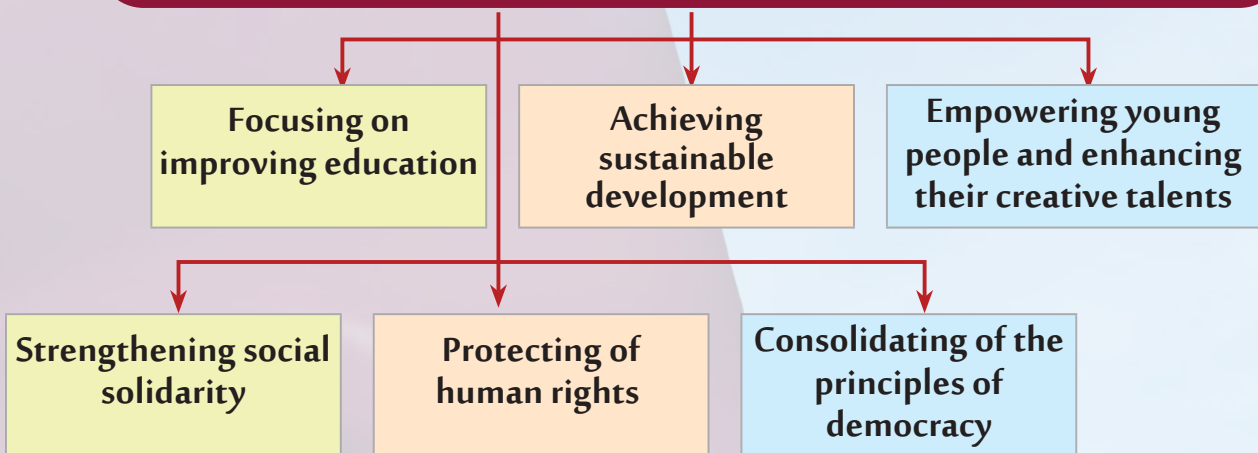 Focusing on
improving education
Achieving
sustainable
development
Empowering young
people and enhancing
their creative talents
Strengthening social
solidarity
Protecting of
human rights
Consolidating of the
principles of
democracy